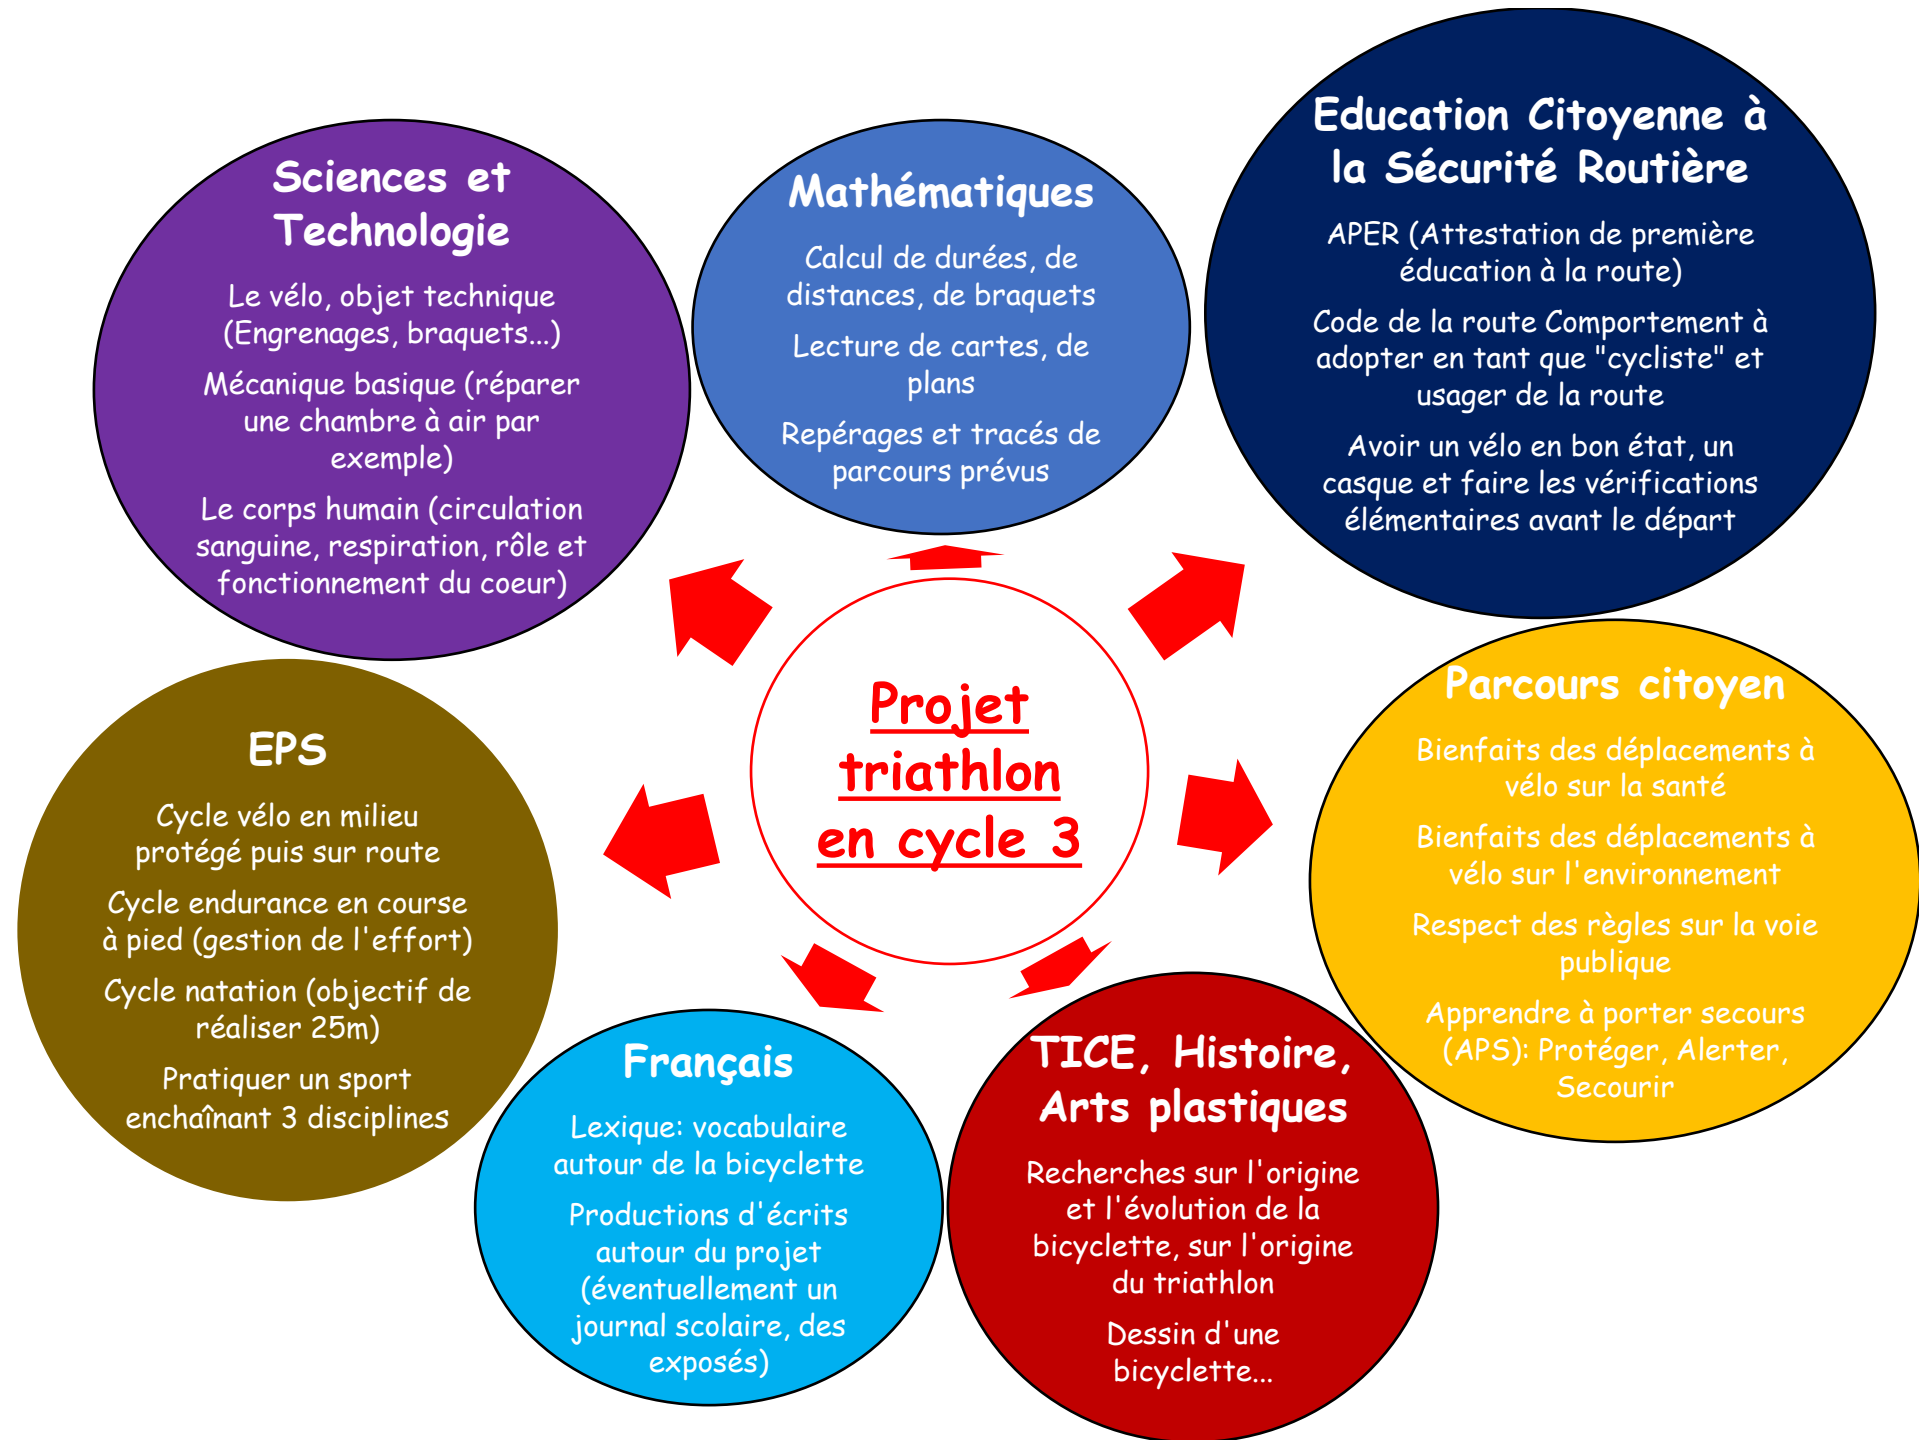 Sciences et
Technologie
Le vélo, objet technique
(Engrenages, braquets...)
Mécanique basique (réparer
une chambre à air par
exemple)
Le corps humain (circulation
sanguine, respiration, rôle et
fonctionnement du coeur)
Mathématiques
Calcul de durées, de
distances, de braquets
Lecture de cartes, de
plans
Repérages et tracés de
parcours prévus
Education Citoyenne à
la Sécurité Routière
APER (Attestation de première
éducation à la route)
Code de la route Comportement à
adopter en tant que "cycliste" et
usager de la route
Avoir un vélo en bon état, un
casque et faire les vérifications
élémentaires avant le départ
Projet
triathlon
en cycle 3
Parcours citoyen
Bienfaits des déplacements à
vélo sur la santé
Bienfaits des déplacements à
vélo sur l'environnement
Respect des règles sur la voie
publique
Apprendre à porter secours
(APS): Protéger, Alerter,
Secourir
EPS
Cycle vélo en milieu
protégé puis sur route
Cycle endurance en course
à pied (gestion de l'effort)
Cycle natation (objectif de
réaliser 25m)
Pratiquer un sport
enchaînant 3 disciplines
Français
Lexique: vocabulaire
autour de la bicyclette
Productions d'écrits
autour du projet
(éventuellement un
journal scolaire, des
exposés)
TICE, Histoire,
Arts plastiques
Recherches sur l'origine
et l'évolution de la
bicyclette, sur l'origine
du triathlon
Dessin d'une
bicyclette...